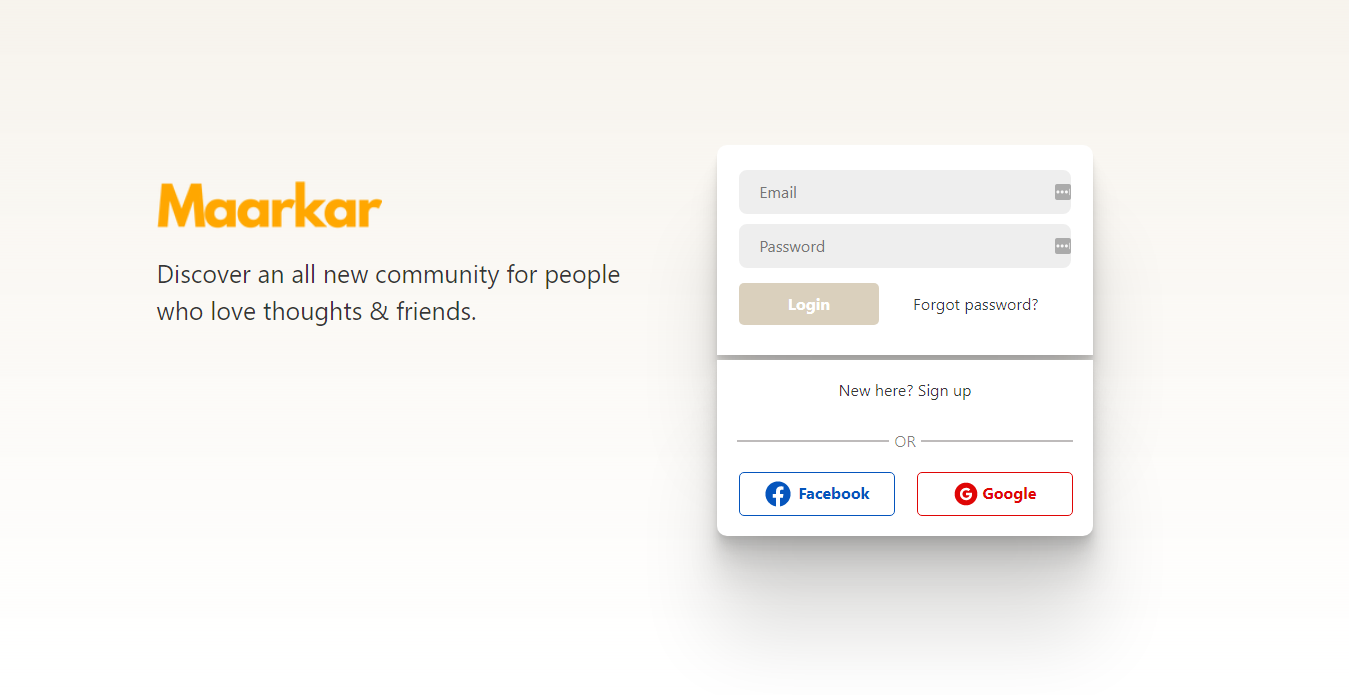 Maarkar
Discover an all new community for people
who love thoughts & friends.
Email
Password
Login
Forgot password?
New here? Sign up
OR
Facebook
Google